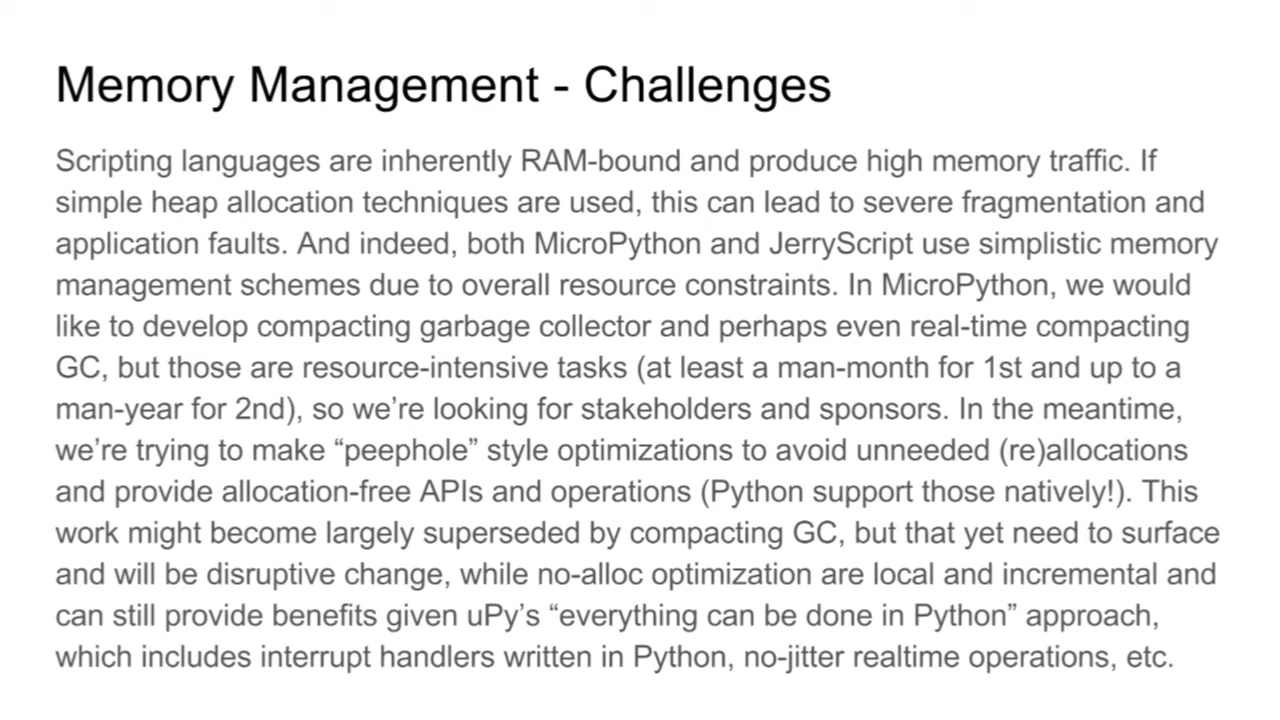 Memory Management - Challenges
Scripting languages are inherently RAM-bound and produce high memory traffic. If
simple heap allocation techniques are used, this can lead to severe fragmentation and
application faults. And indeed, both MicroPython and JerryScript use simplistic memory
management schemes due to overall resource constraints. In MicroPython, we would
like to develop compacting garbage collector and perhaps even real-time compacting
GC, but those are resource-intensive tasks (at least a man-month for 1st and up to a
man-year for 2nd), so we’re looking for stakeholders and sponsors. In the meantime,
we’re trying to make “peephole” style optimizations to avoid unneeded (re)allocations
and provide allocation-free APIs and operations (Python support those natively!). This
work might become largely superseded by compacting GC, but that yet need to surface
and will be disruptive change, while no-alloc optimization are local and incremental and
can still provide benefits given uPy’s “everything can be done in Python” approach,
which includes interrupt handlers written in Python, no-jitter realtime operations, etc.